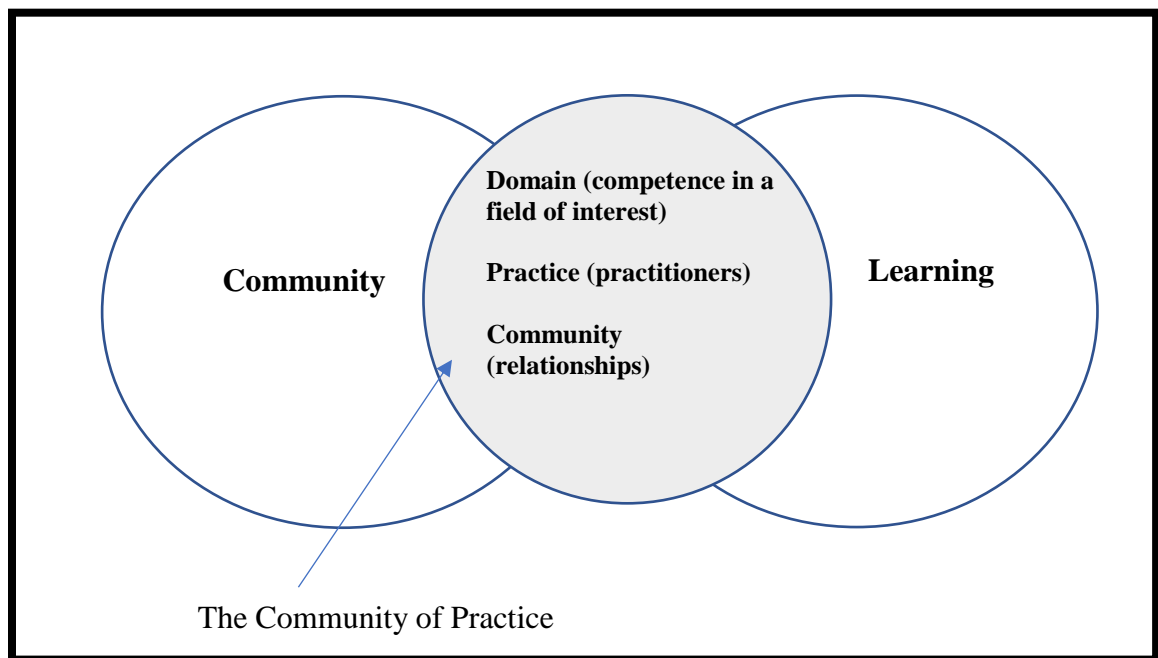 Community
Domain (competence in a
field of interest)
Practice (practitioners)
Community
(relationships)
Learning
The Community of Practice